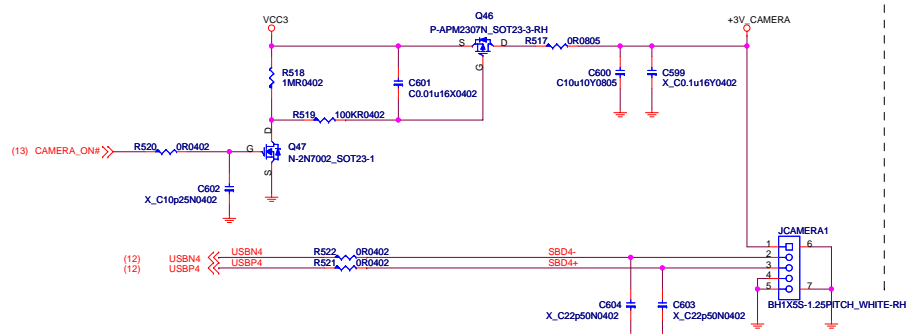 VCC3
Q46
P-APM2307N_SOT23-3-RH
+3V_CAMERA
S
D
G
R517
0R0805
R518
1MR0402
C601
C0.01u16X0402
C600
C10u10Y0805
C599
X_C0.1u16Y0402
R519
100KR0402
D
(13) CAMERA_ON#
R520
0R0402
G
Q47
N-2N7002_SOT23-1
S
C602
X_C10p25N0402
JCAMERA1
(12) USBN4
USBN4
R522
0R0402
SBD4-
(12) USBP4
USBP4
R521
0R0402
SBD4+
1
2
3
4
5
6
7
BH1X5S-1.25PITCH_WHITE-RH
C604
X_C22p50N0402
C603
X_C22p50N0402